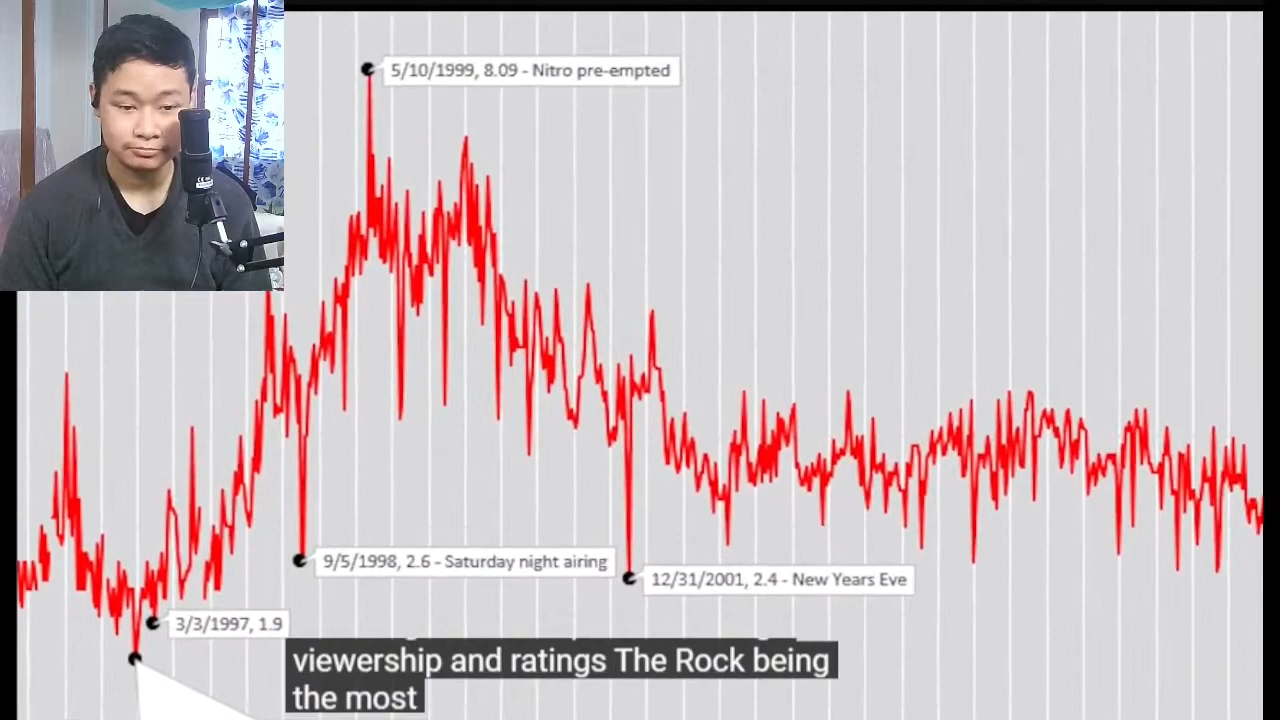 5/10/1999, 8.09 - Nitro pre-empted
9/5/1998, 2.6 - Saturday night airing
12/31/2001, 2.4 - New Years Eve
3/3/1997, 1.9
viewership and ratings The Rock being
the most